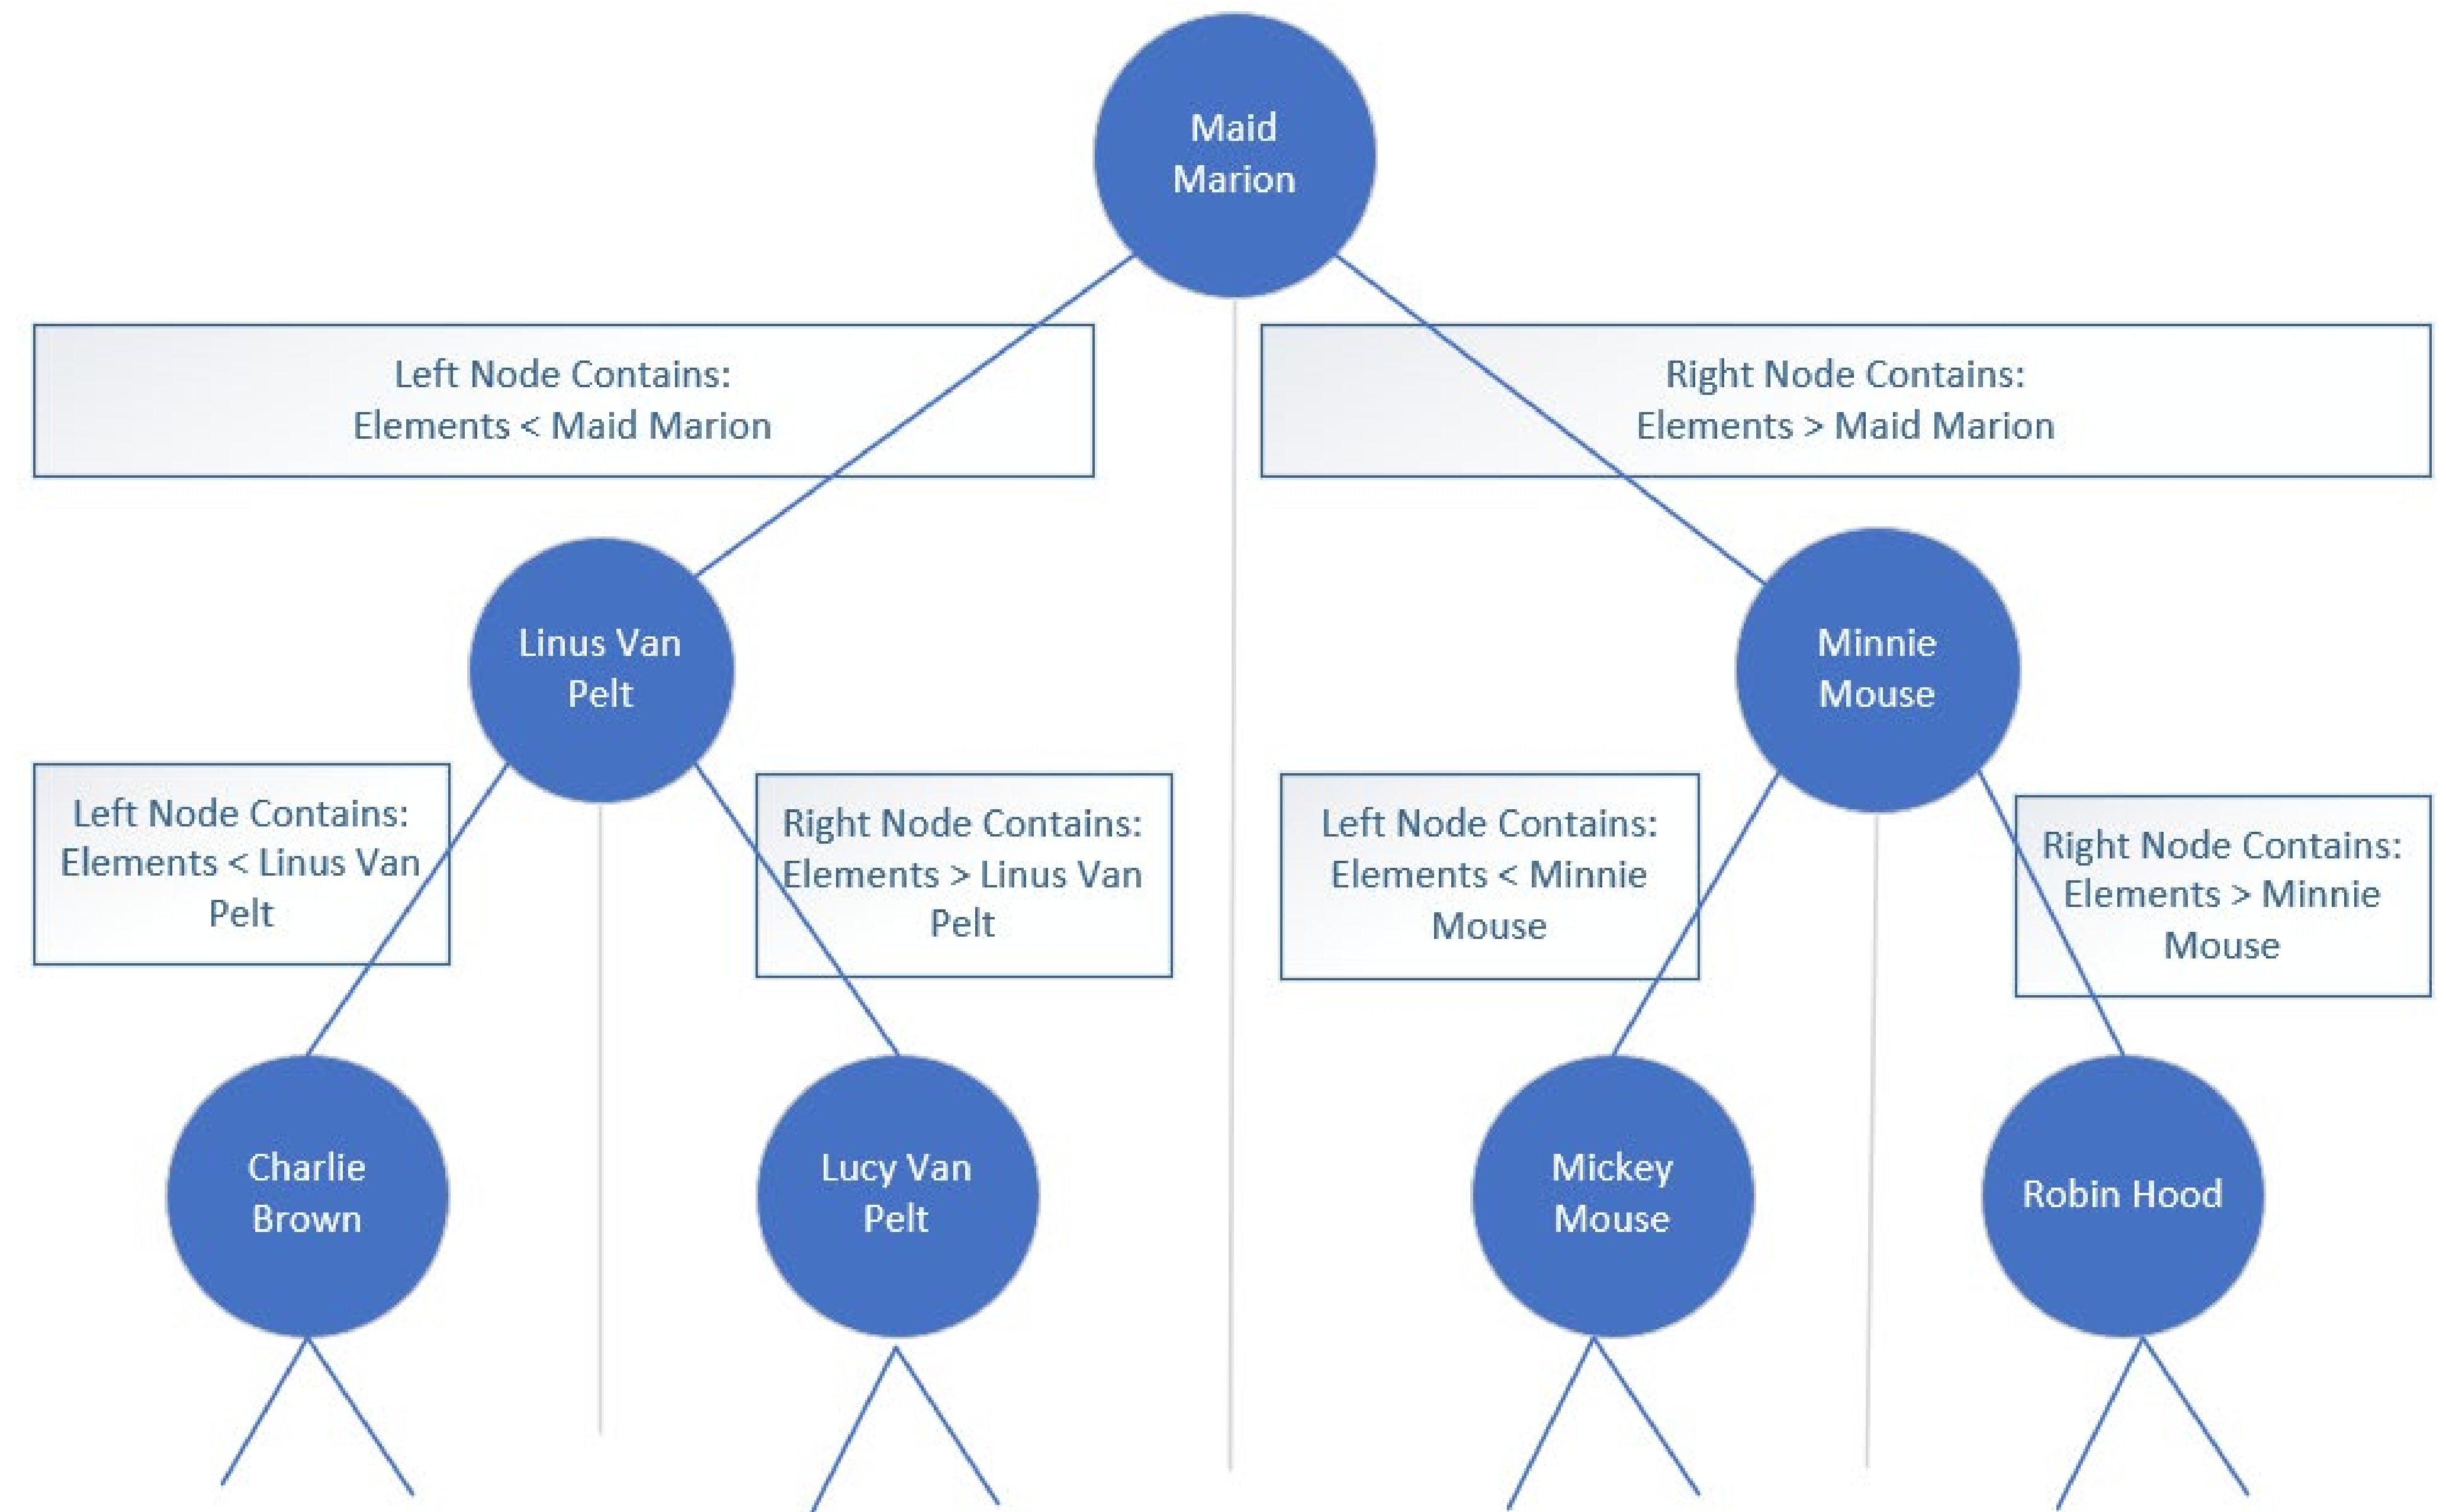 Maid
Marion
Left Node Contains:
Elements < Maid Marion
Right Node Contains:
Elements > Maid Marion
Linus Van
Pelt
Minnie
Mouse
Left Node Contains:
Elements < Linus Van
Pelt
Right Node Contains:
Elements > Linus Van
Pelt
Left Node Contains:
Elements < Minnie
Mouse
Right Node Contains:
Elements > Minnie
Mouse
Charlie
Brown
Lucy Van
Pelt
Mickey
Mouse
Robin Hood